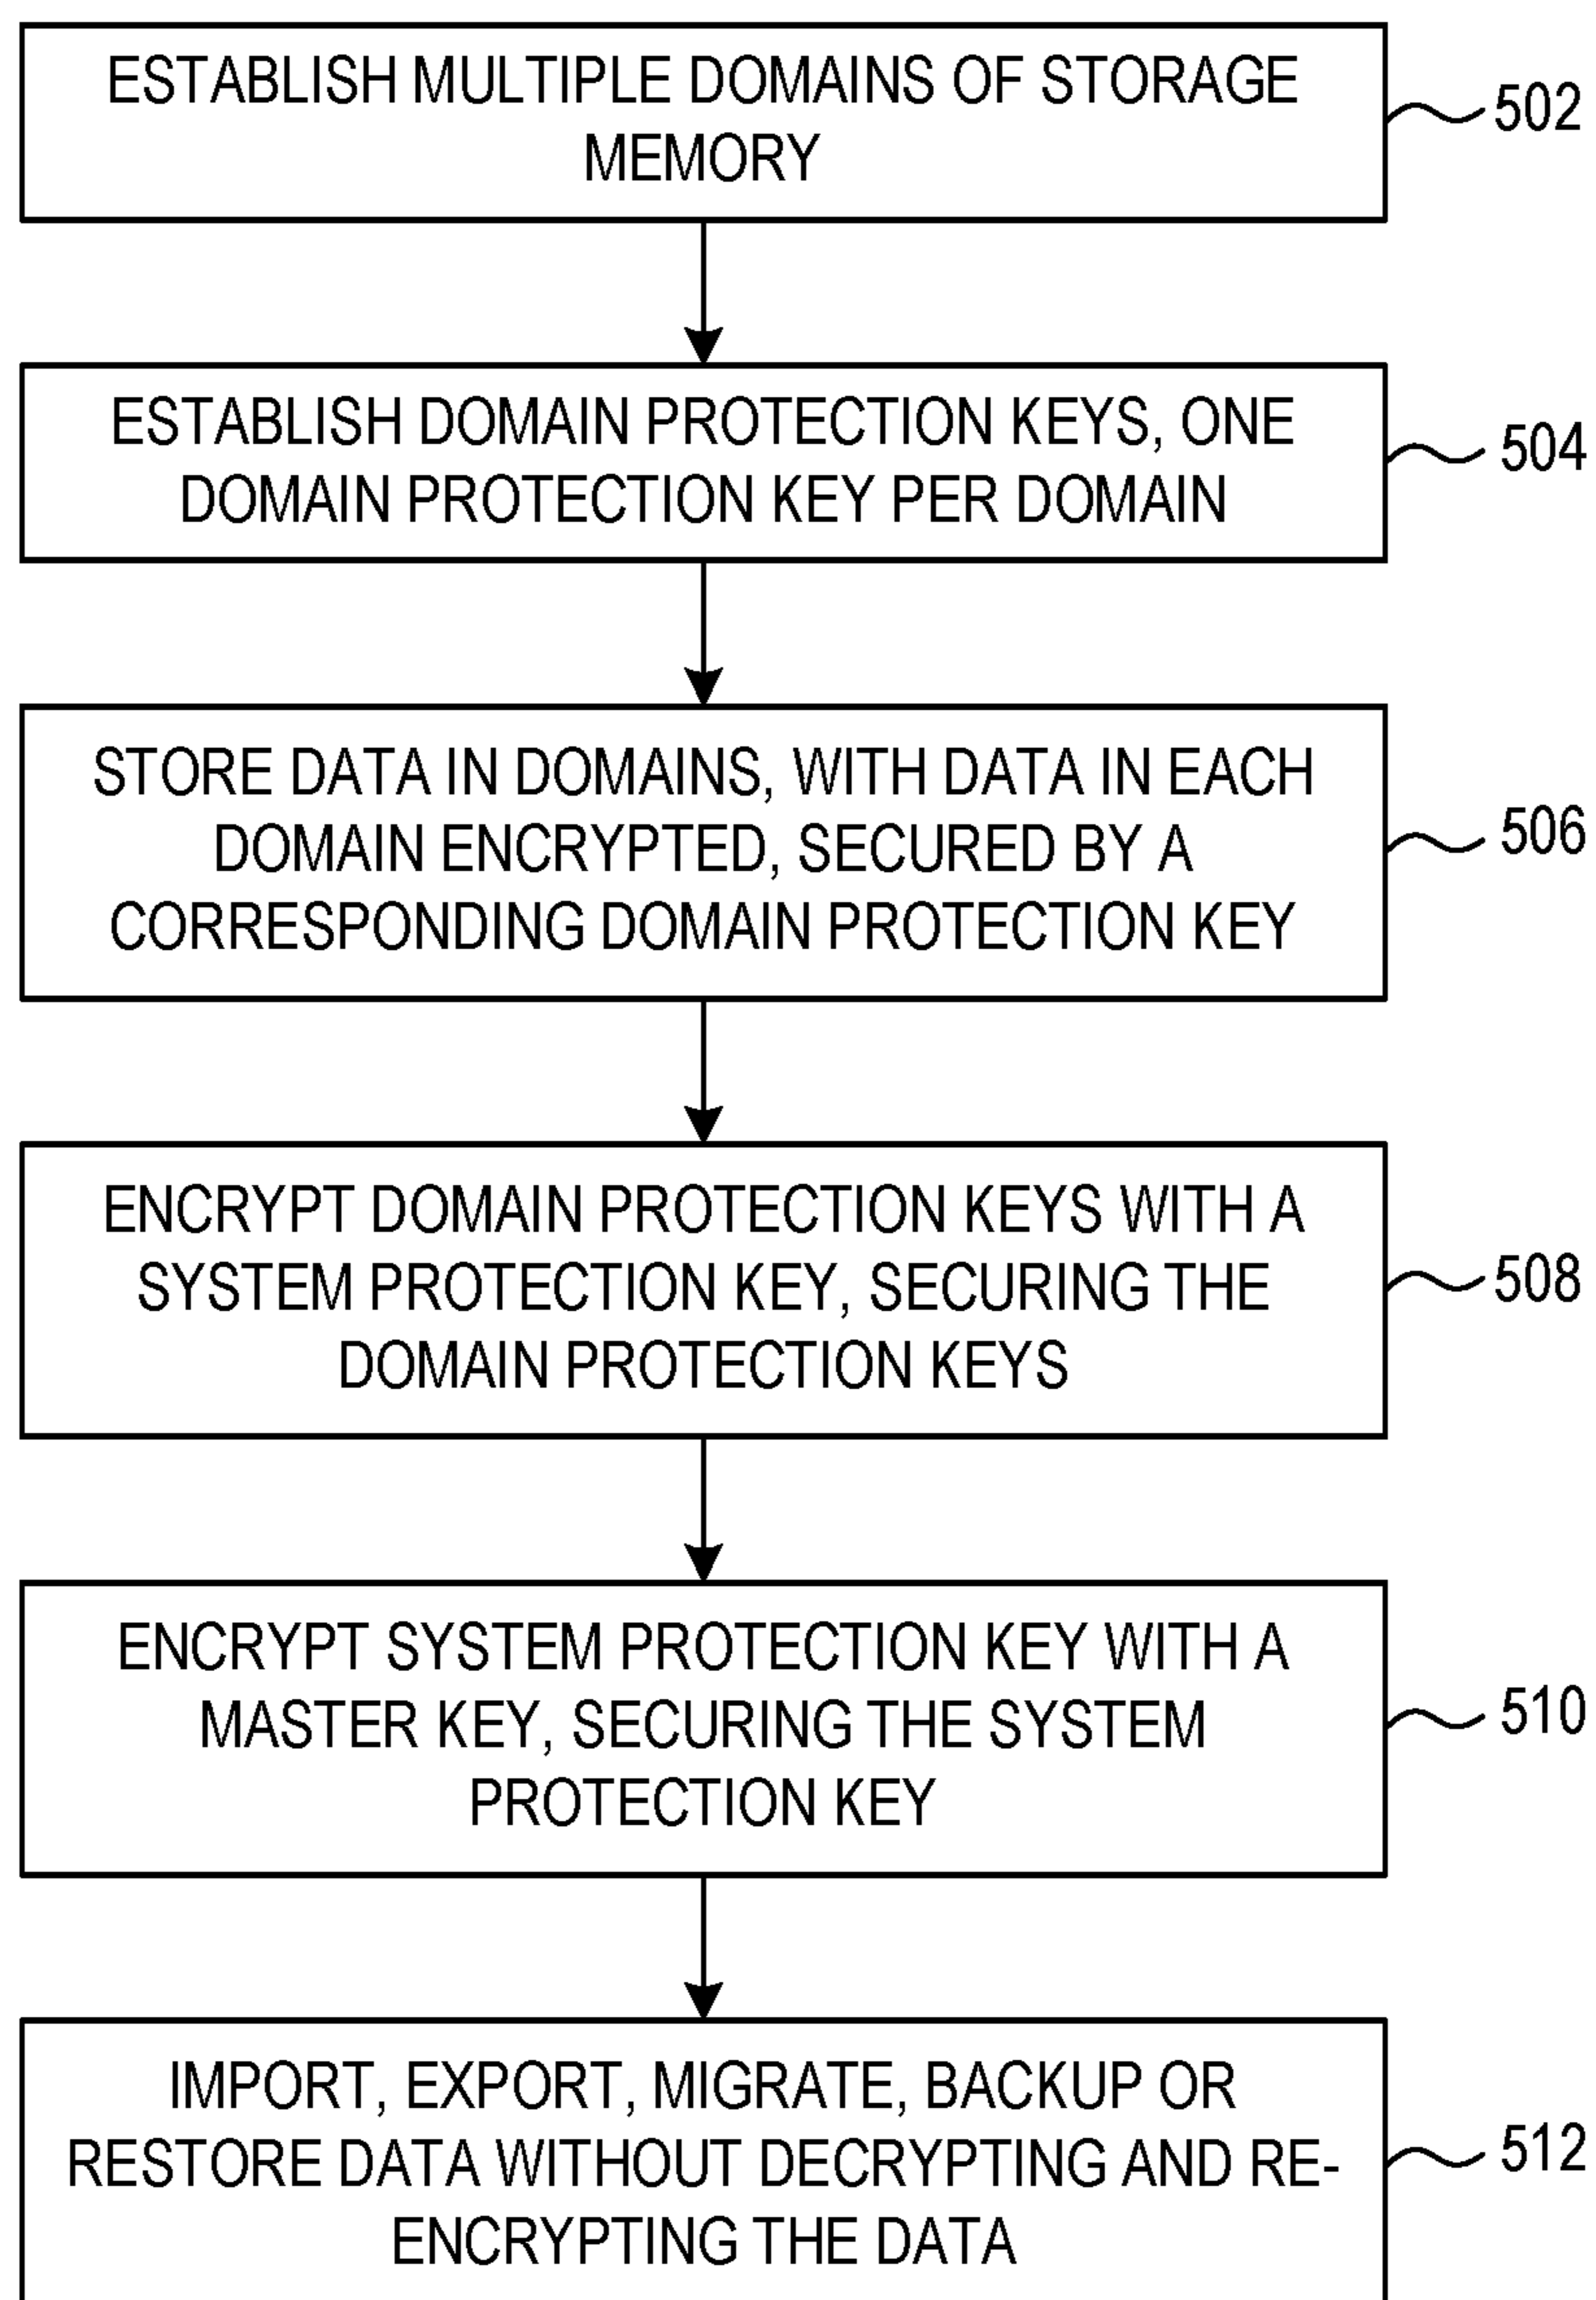 ESTABLISH MULTIPLE DOMAINS OF STORAGE
MEMORY
502
ESTABLISH DOMAIN PROTECTION KEYS, ONE
DOMAIN PROTECTION KEY PER DOMAIN
504
STORE DATA IN DOMAINS, WITH DATA IN EACH
DOMAIN ENCRYPTED, SECURED BY A
CORRESPONDING DOMAIN PROTECTION KEY
506
ENCRYPT DOMAIN PROTECTION KEYS WITH A
SYSTEM PROTECTION KEY, SECURING THE
DOMAIN PROTECTION KEYS
508
ENCRYPT SYSTEM PROTECTION KEY WITH A
MASTER KEY, SECURING THE SYSTEM
PROTECTION KEY
510
IMPORT, EXPORT, MIGRATE, BACKUP OR
RESTORE DATA WITHOUT DECRYPTING AND RE-
ENCRYPTING THE DATA
512